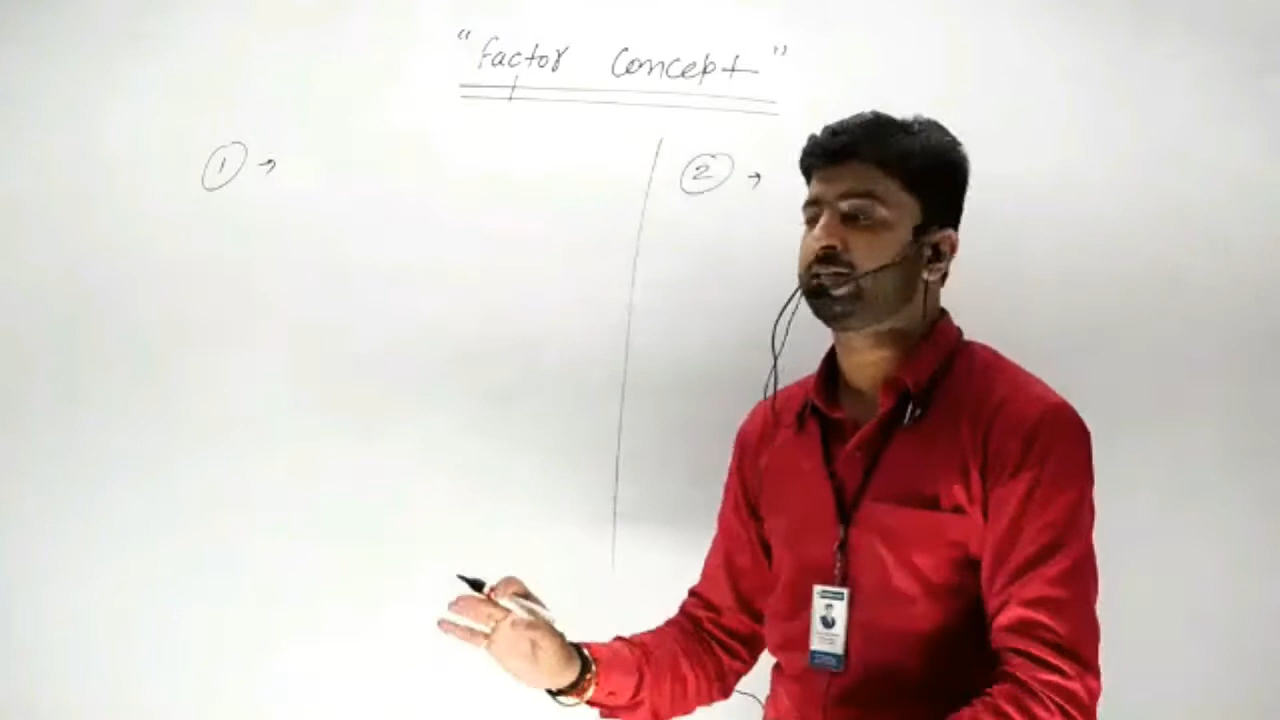 "Factor Concept"
① →
② →